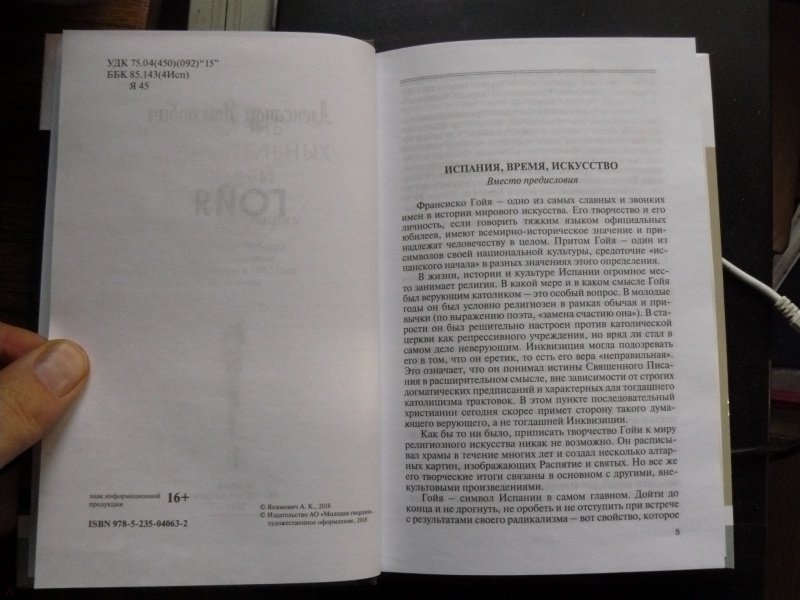 УДК 75.04(450)(092)“15”
ББК 85.143(4Исп)
Я 45
знак информационной
продукции
16+
© Якимович А. К., 2018
© Издательство АО «Молодая гвардия»,
художественное оформление, 2018
ISBN 978-5-235-04063-2
ИСПАНИЯ, ВРЕМЯ, ИСКУССТВО
Вместо предисловия
Франсиско Гойя — одно из самых славных и звонких
имен в истории мирового искусства. Его творчество и его
личность, если говорить тяжким языком официальных
юбилеев, имеют всемирно-историческое значение и при-
надлежат человечеству в целом. Притом Гойя — один из
символов своей национальной культуры, средоточие «ис-
панского начала» в разных значениях этого определения.
В жизни, истории и культуре Испании огромное мес-
то занимает религия. В какой мере и в каком смысле Гойя
был верующим католиком — это особый вопрос. В молодые
годы он был условно религиозен в рамках обычая и при-
вычки (по выражению поэта, «замена счастию она»). В ста-
рости он был решительно настроен против католической
церкви как репрессивного учреждения, но вряд ли стал в
самом деле неверующим. Инквизиция могла подозревать
его в том, что он еретик, то есть его вера «неправильная».
Это означает, что он понимал истины Священного Писа-
ния в расширительном смысле, вне зависимости от строгих
догматических предписаний и характерных для тогдашнего
католицизма трактовок. В этом пункте последовательный
христианин сегодня скорее примет сторону такого дума-
ющего верующего, а не тогдашней Инквизиции.
Как бы то ни было, приписать творчество Гойи к миру
религиозного искусства никак не возможно. Он расписы-
вал храмы в течение многих лет и создал несколько алтар-
ных картин, изображающих Распятие и святых. Но все же
его творческие итоги связаны в основном с другими, вне-
культовыми произведениями.
Гойя — символ Испании в самом главном. Дойти до
конца и не дрогнуть, не оробеть и не отступить при встрече
с результатами своего радикализма — вот свойство, которое
5